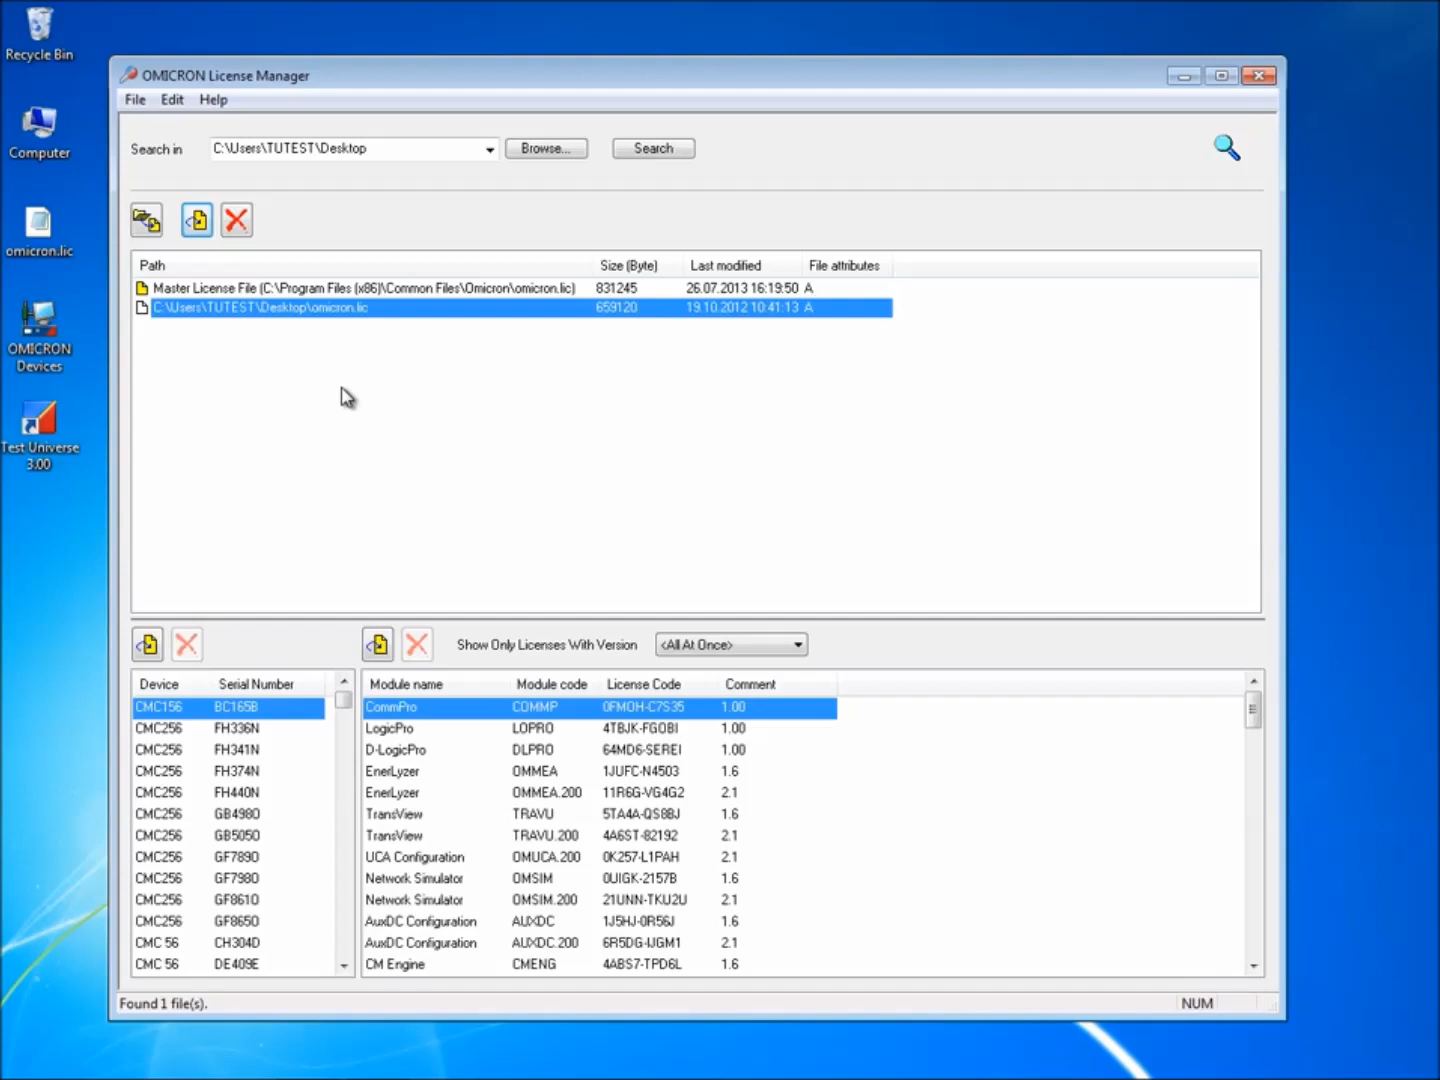 Recycle Bin
Computer
omicron.lic
OMICRON
Devices
Test Universe
3.00
OMICRON License Manager
File Edit Help
Search in C:\Users\TUTEST\Desktop Browse... Search
Path Size (Byte) Last modified File attributes
Master License File (C:\Program Files (x86)\Common Files\Omicron\omicron.lic) 831245 26.07.2013 16:19:50 A
C:\Users\TUTEST\Desktop\omicron.lic 659120 19.10.2012 10:41:13 A
Show Only Licenses With Version <All At Once>
Device Serial Number
CMC156 BC165B
CMC256 FH336N
CMC256 FH341N
CMC256 FH374N
CMC256 FH440N
CMC256 GB498O
CMC256 GB505O
CMC256 GF789O
CMC256 GF798O
CMC256 GF861O
CMC256 GF865O
CMC 56 CH304D
CMC 56 DE409E
Module name Module code License Code Comment
CommPro COMMP 0FMOH-C7S35 1.00
LogicPro LOPRO 4TBJK-FGOBI 1.00
D-LogicPro DLPRO 64MD6-SEREI 1.00
EnerLyzer OMMEA 1JUFC-N4503 1.6
EnerLyzer OMMEA.200 11R6G-VG4G2 2.1
TransView TRAVU 5TA4A-QS8BJ 1.6
TransView TRAVU.200 4A6ST-82192 2.1
UCA Configuration OMUCA.200 0K257-L1PAH 2.1
Network Simulator OMSIM 0UIGK-2157B 1.6
Network Simulator OMSIM.200 21UNN-TKU2U 2.1
AuxDC Configuration AUXDC 1J5HJ-0R56J 1.6
AuxDC Configuration AUXDC.200 6R5DG-IJGM1 2.1
CM Engine CMENG 4ABS7-TPD6L 1.6
Found 1 file(s). NUM